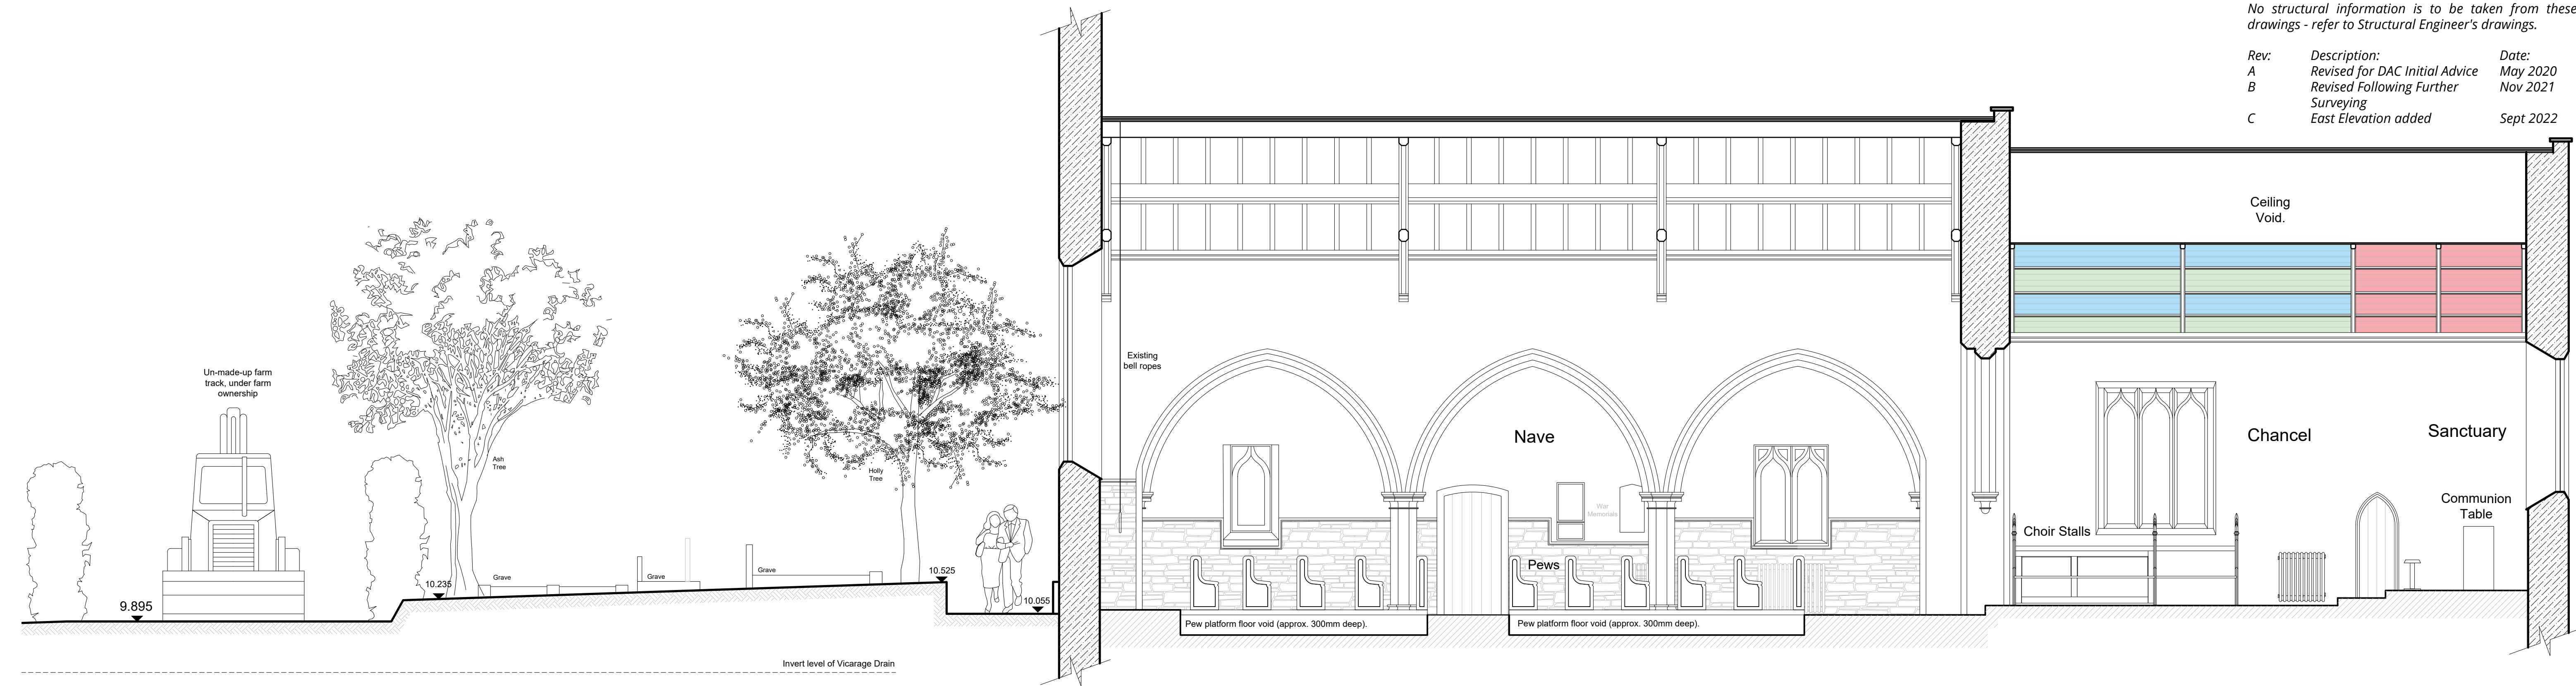 No structural information is to be taken from these
drawings - refer to Structural Engineer's drawings.
Rev: Description: Date:
A Revised for DAC Initial Advice May 2020
B Revised Following Further Nov 2021
Surveying
C East Elevation added Sept 2022
Ceiling
Void.
Existing
bell ropes
Un-made-up farm
track, under farm
ownership
Nave
Chancel
Sanctuary
Ash
Tree
Holly
Tree
War
Memorials
Communion
Table
Choir Stalls
Pews
Grave
Grave
Grave
10.235
10.525
10.055
9.895
Pew platform floor void (approx. 300mm deep).
Pew platform floor void (approx. 300mm deep).
Invert level of Vicarage Drain